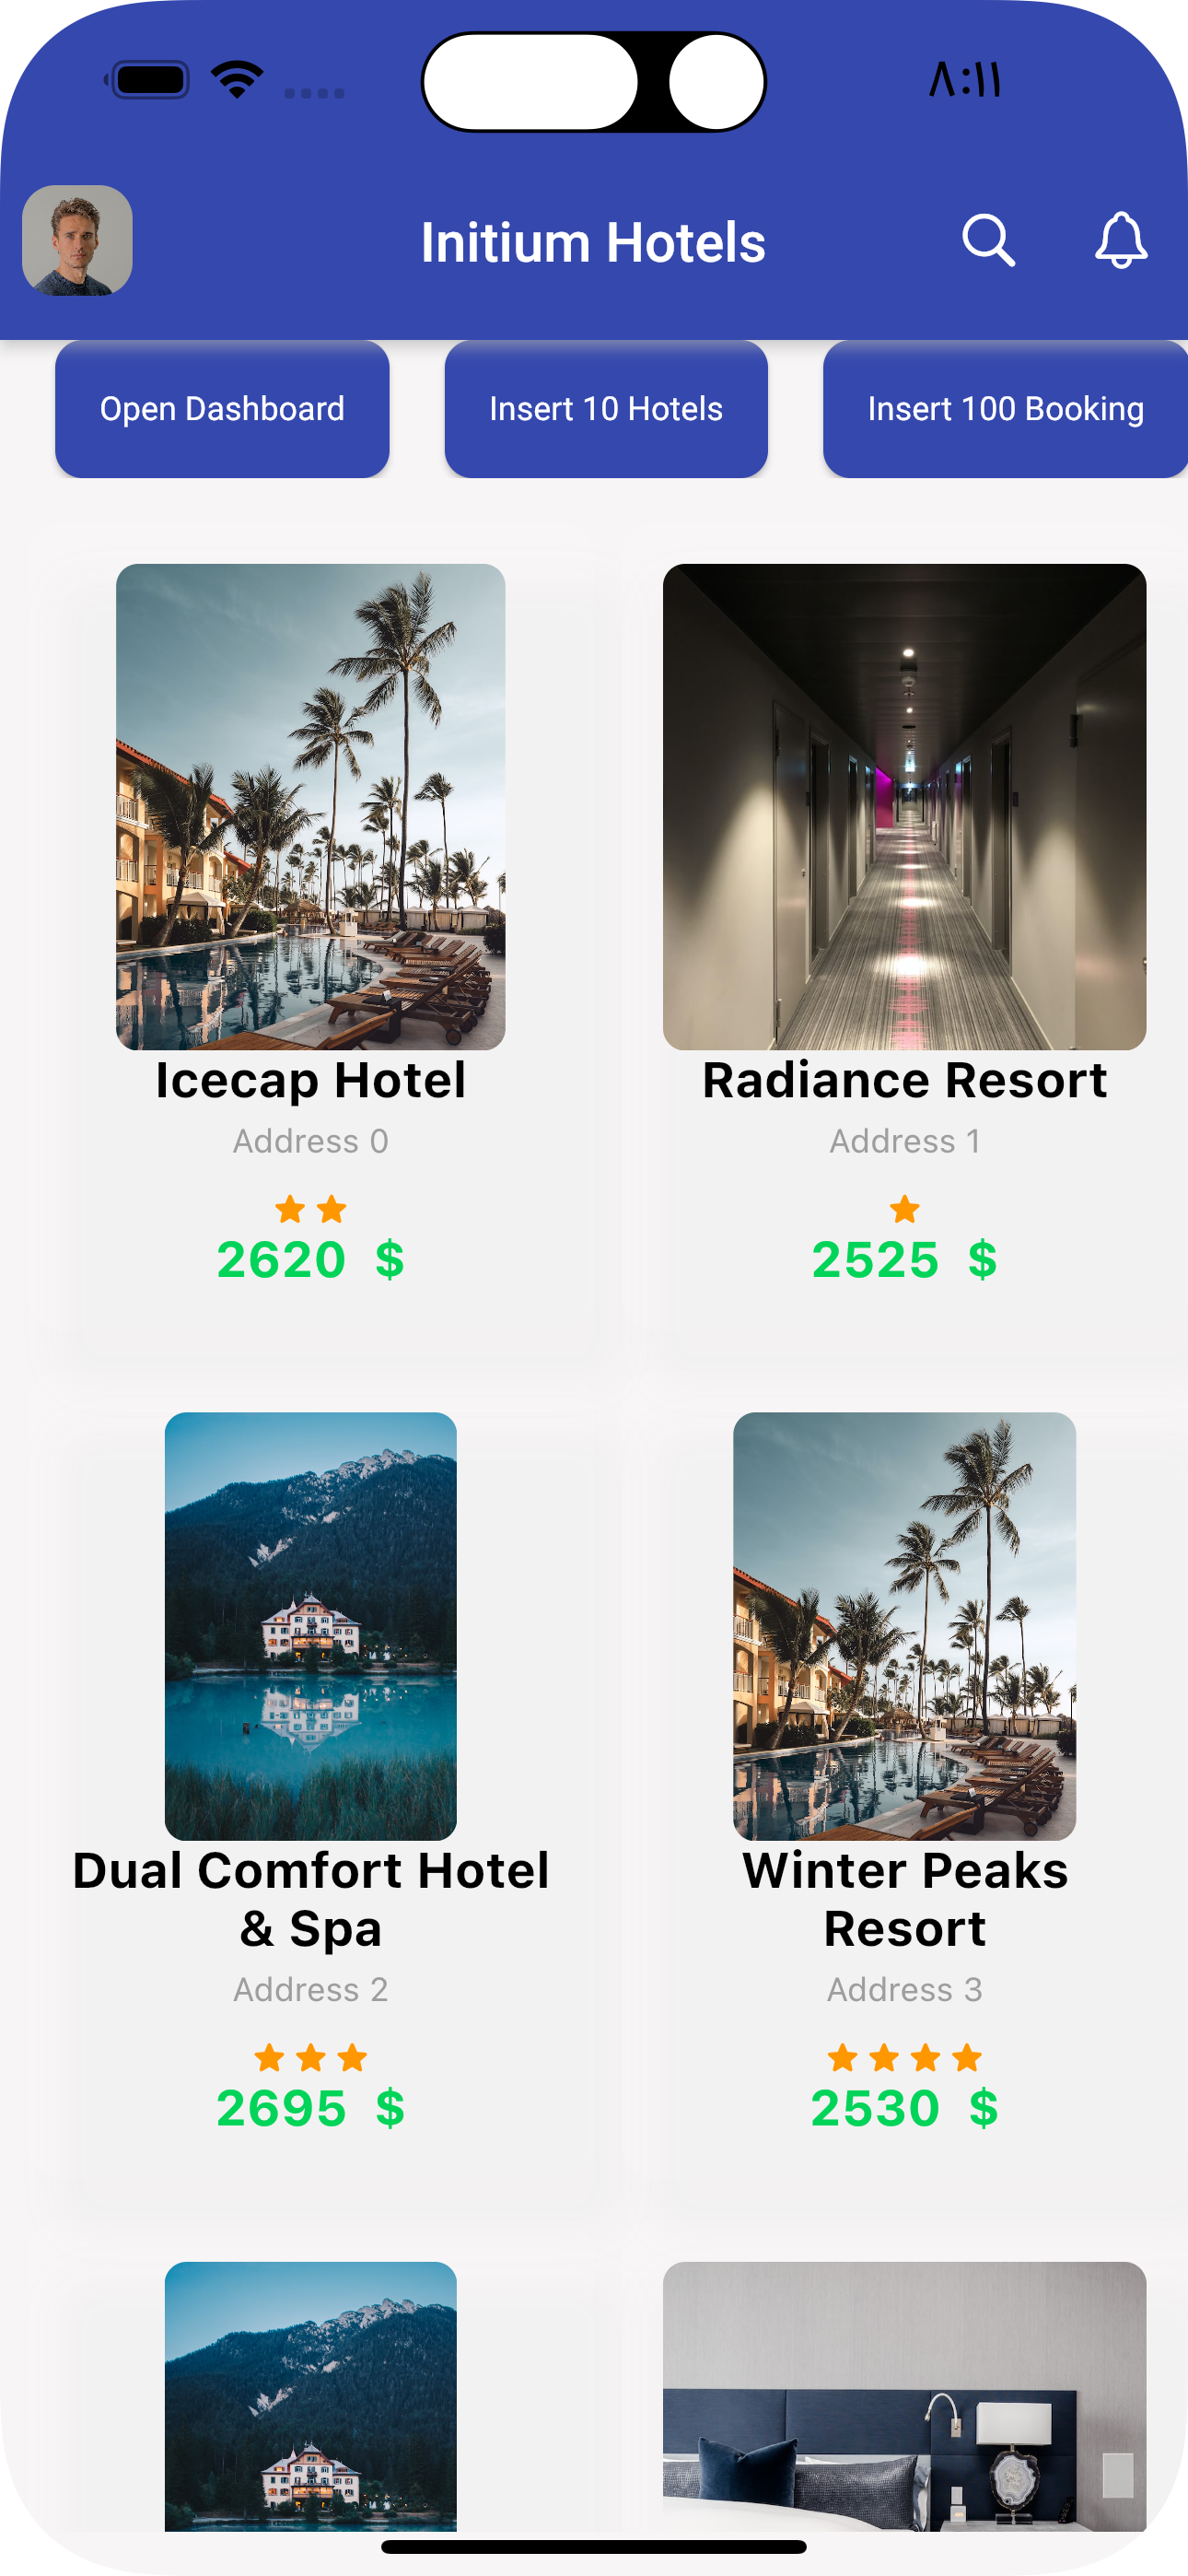 ٨:١١
Initium Hotels
Open Dashboard
Insert 10 Hotels
Insert 100 Booking
Icecap Hotel
Address 0
2620 $
Radiance Resort
Address 1
2525 $
Dual Comfort Hotel
& Spa
Address 2
2695 $
Winter Peaks
Resort
Address 3
2530 $